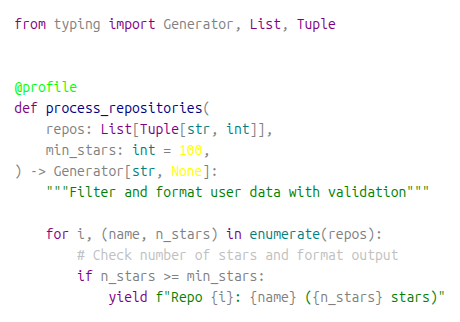 from typing import Generator, List, Tuple
@profile
def process_repositories(
    repos: List[Tuple[str, int]],
    min_stars: int = 100,
) -> Generator[str, None]:
    """Filter and format user data with validation"""
    for i, (name, n_stars) in enumerate(repos):
        # Check number of stars and format output
        if n_stars >= min_stars:
            yield f"Repo {i}: {name} ({n_stars} stars)"